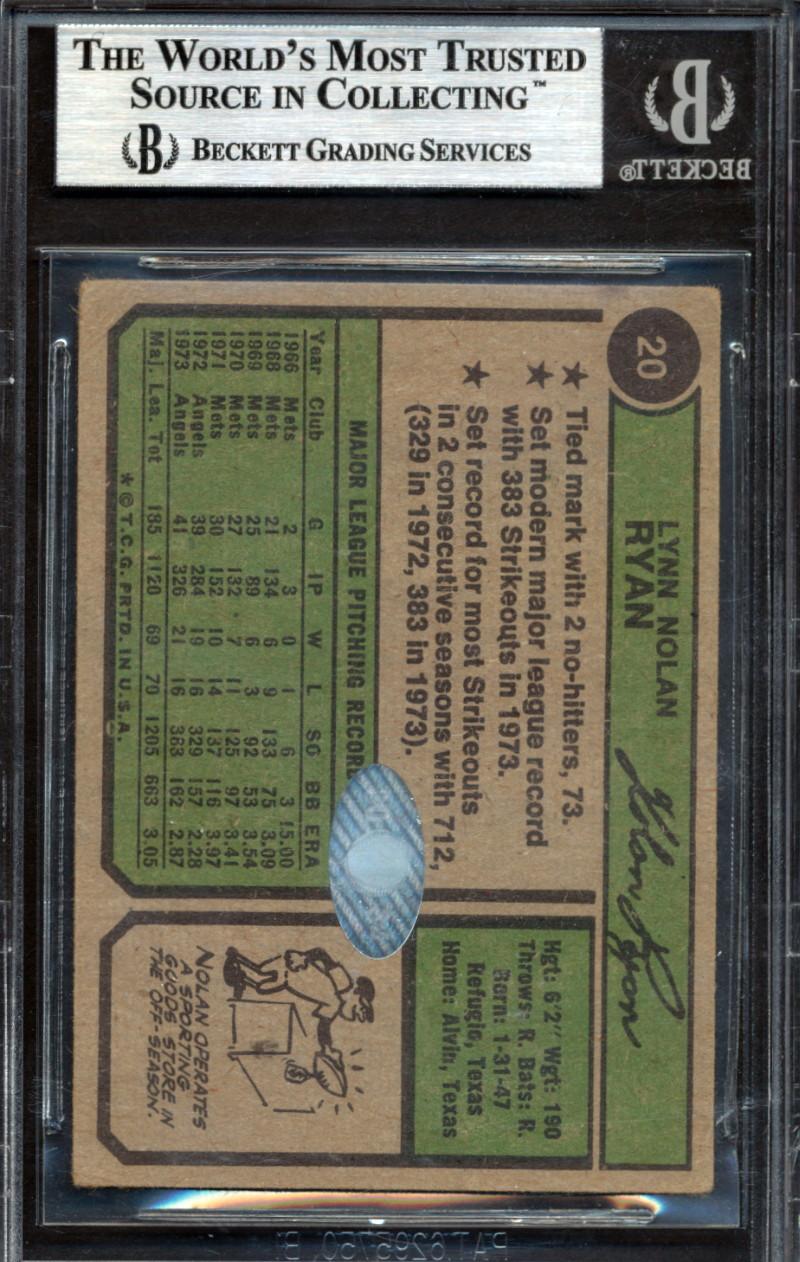 THE WORLD'S MOST TRUSTED
SOURCE IN COLLECTING™
B BECKETT GRADING SERVICES
B
BECKETT®
20
LYNN NOLAN
RYAN
Nolan Ryan
★ Tied mark with 2 no-hitters, 73.
★ Set modern major league record
with 383 Strikeouts in 1973.
★ Set record for most Strikeouts
in 2 consecutive seasons with 712,
(329 in 1972, 383 in 1973).
Hgt: 6'2" Wgt: 190
Throws: R. Bats: R.
Born: 1-31-47
Refugio, Texas
Home: Alvin, Texas
MAJOR LEAGUE PITCHING RECORD
Year Club G IP W L SO BB ERA
1966 Mets 2 3 0 1 6 3 15.00
1968 Mets 21 134 6 9 133 75 3.09
1969 Mets 25 89 6 3 92 53 3.54
1970 Mets 27 132 7 11 125 97 3.41
1971 Mets 30 152 10 14 137 116 3.97
1972 Angels 39 284 19 16 329 157 2.28
1973 Angels 41 326 21 16 383 162 2.87
Maj. Lea. Tot 185 1120 69 70 1205 663 3.05
* © T.C.G. PRTD. IN U.S.A.
$
NOLAN OPERATES
A SPORTING
GOODS STORE IN
THE OFF-SEASON.
PAT.6295750, B